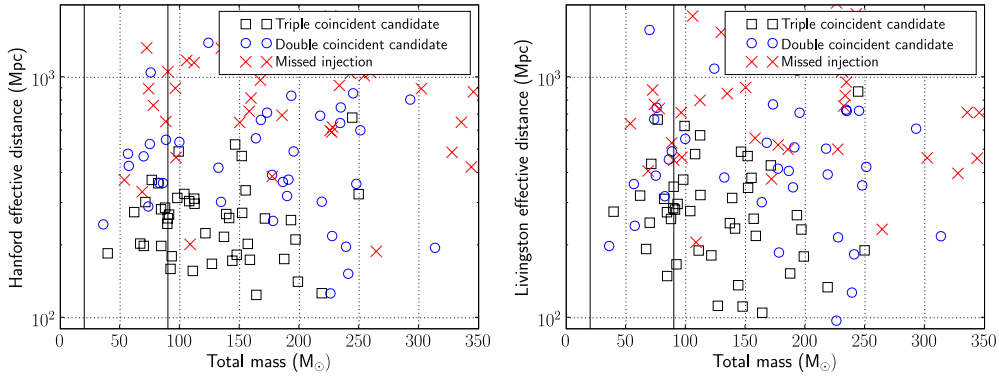 Triple coincident candidate
Double coincident candidate
Missed injection
Hanford effective distance (Mpc)
10³
10²
0 50 100 150 200 250 300 350
Total mass (M☉)
Triple coincident candidate
Double coincident candidate
Missed injection
Livingston effective distance (Mpc)
10³
10²
0 50 100 150 200 250 300 350
Total mass (M☉)